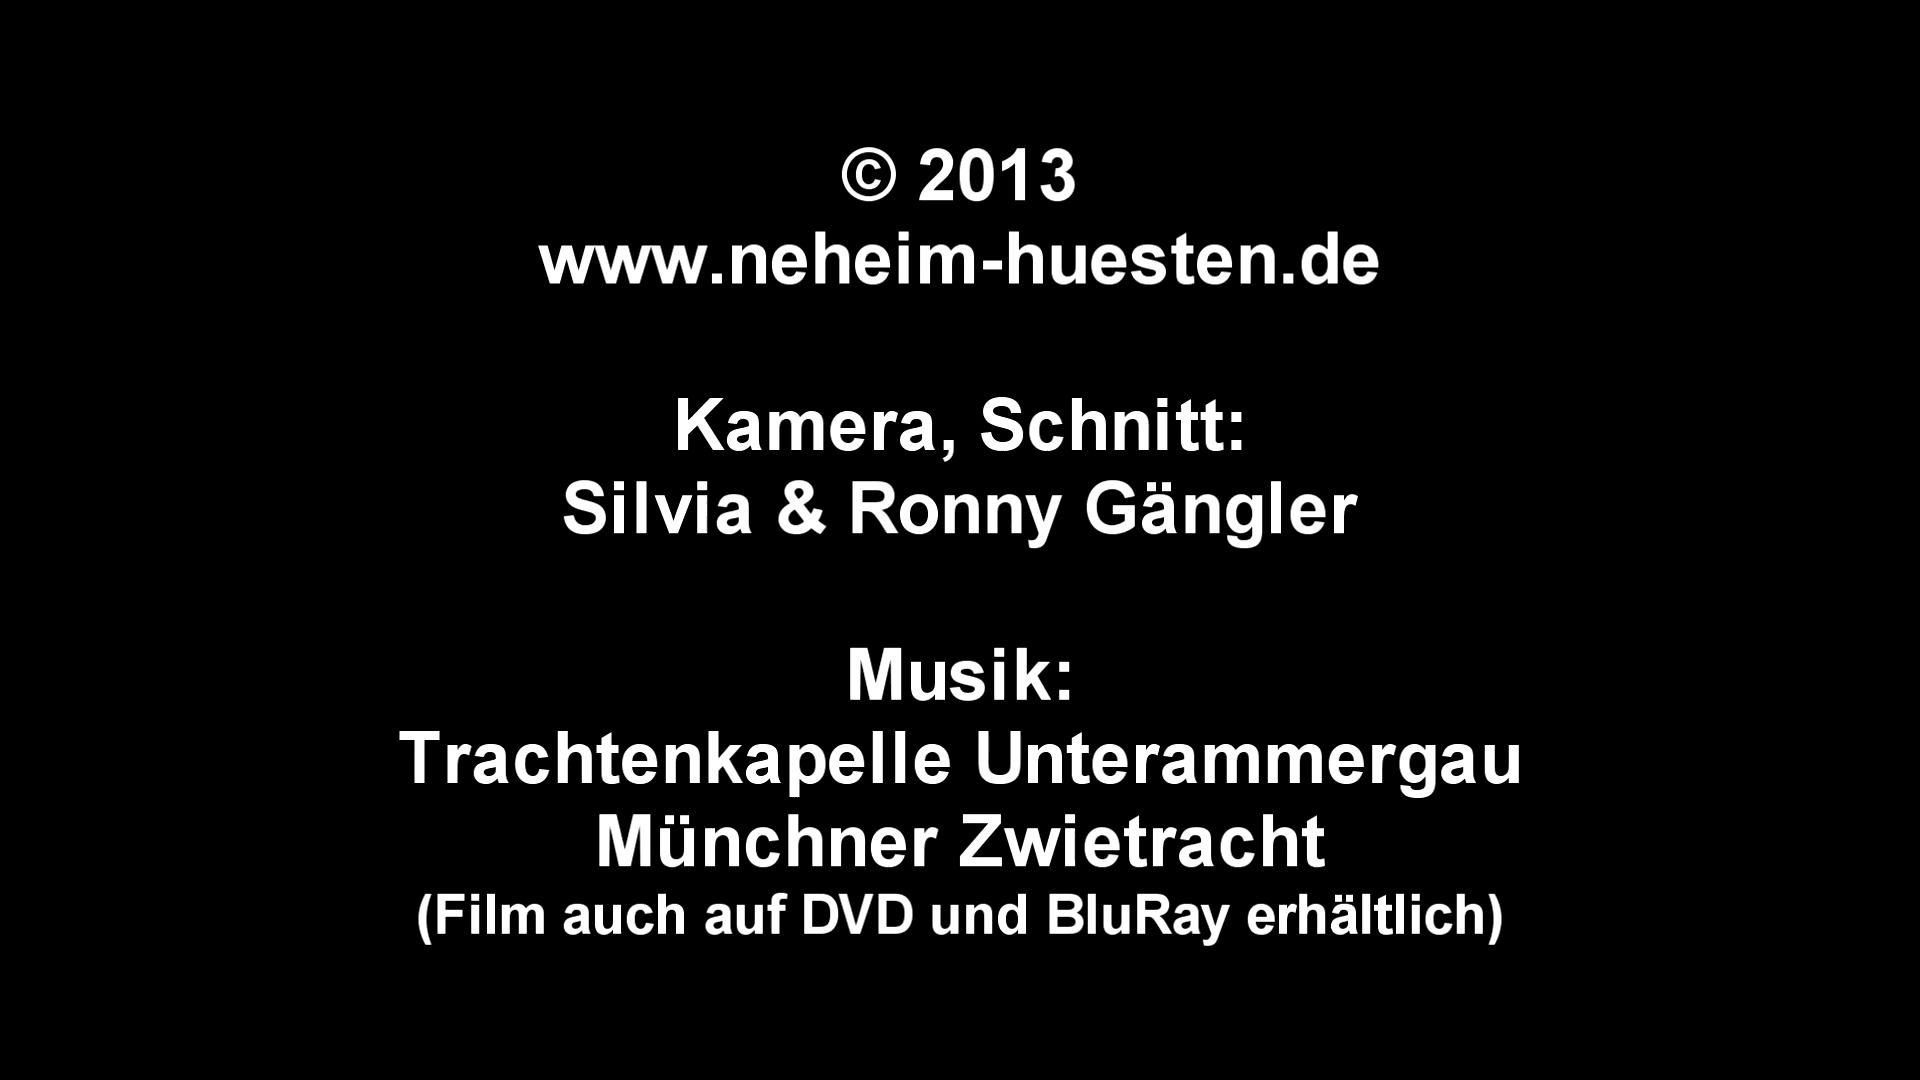 © 2013
www.neheim-huesten.de
Kamera, Schnitt:
Silvia & Ronny Gängler
Musik:
Trachtenkapelle Unterammergau
Münchner Zwietracht
(Film auch auf DVD und BluRay erhältlich)